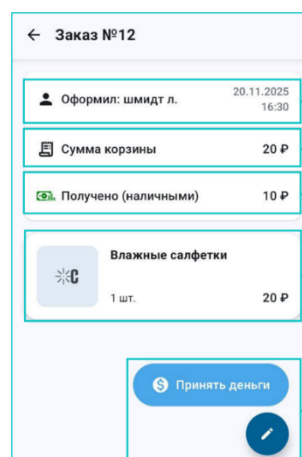 Заказ №12
Оформил: шмидт л.
20.11.2025
16:30
Сумма корзины 20 ₽
Получено (наличными) 10 ₽
Влажные салфетки
1 шт. 20 ₽
Принять деньги